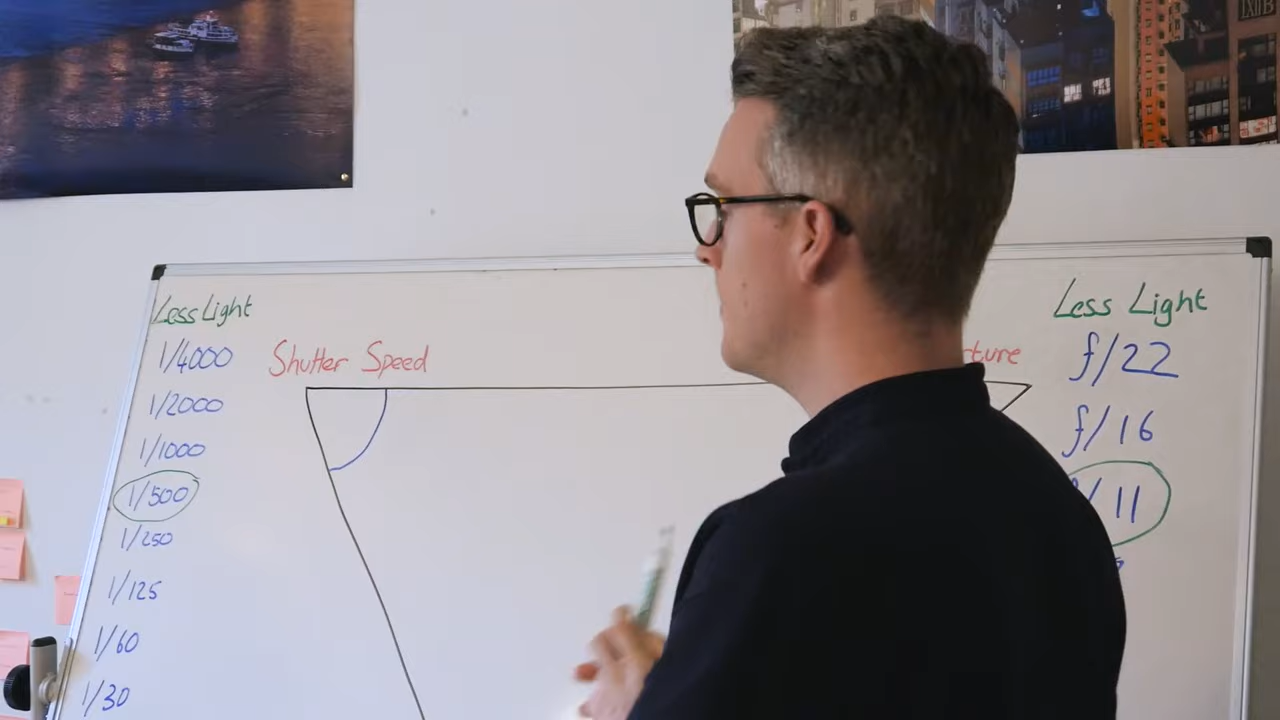 Less Light
1/4000
1/2000
1/1000
1/500
1/250
1/125
1/60
1/30
Shutter Speed
Less Light
f/22
f/16
/11